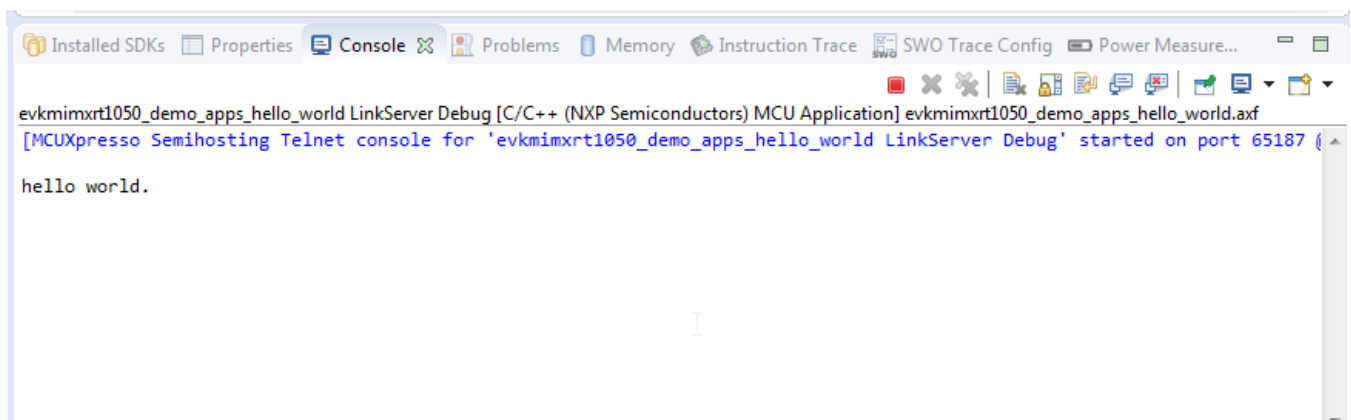 Installed SDKs Properties Console Problems Memory Instruction Trace SWO Trace Config Power Measure...
evkmimxrt1050_demo_apps_hello_world LinkServer Debug [C/C++ (NXP Semiconductors) MCU Application] evkmimxrt1050_demo_apps_hello_world.axf
[MCUXpresso Semihosting Telnet console for 'evkmimxrt1050_demo_apps_hello_world LinkServer Debug' started on port 65187 @
hello world.